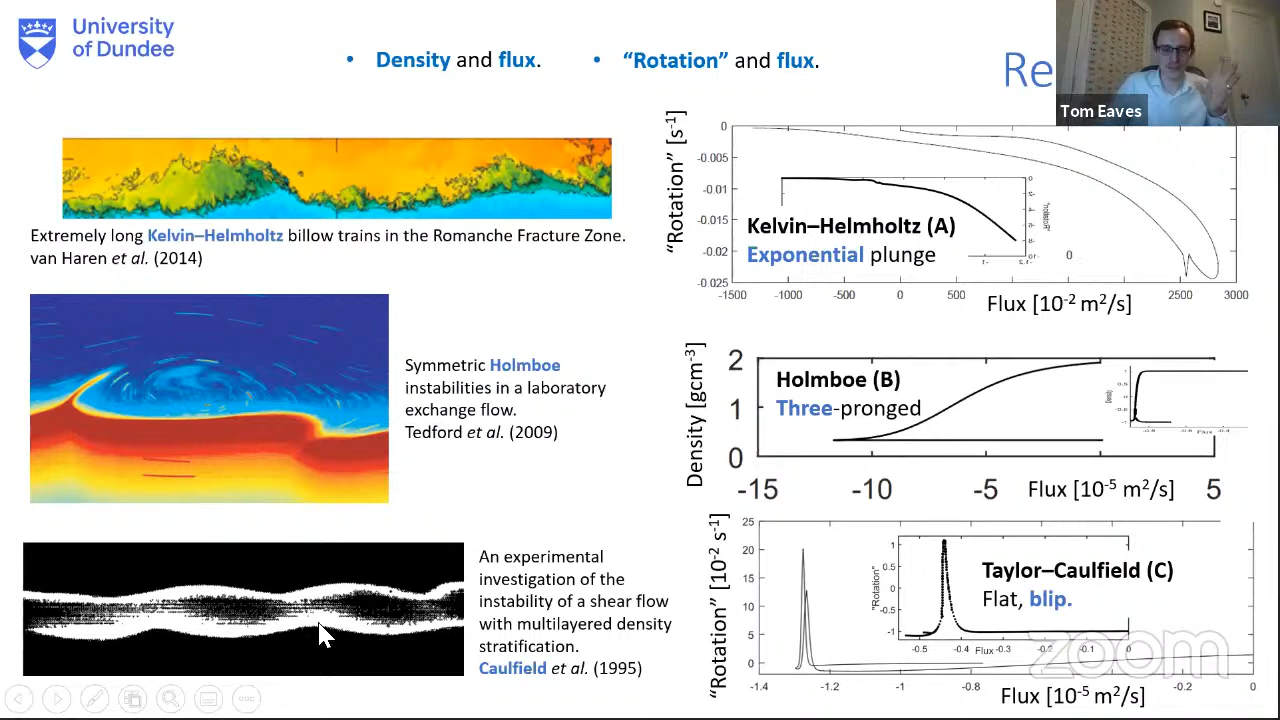 University
of Dundee
• Density and flux. • “Rotation” and flux.
Re
Tom Eaves
Extremely long Kelvin–Helmholtz billow trains in the Romanche Fracture Zone.
van Haren et al. (2014)
Symmetric Holmboe
instabilities in a laboratory
exchange flow.
Tedford et al. (2009)
An experimental
investigation of the
instability of a shear flow
with multilayered density
stratification.
Caulfield et al. (1995)
“Rotation” [s-1]
0
-0.005
-0.01
-0.015
-0.02
-0.025
Kelvin–Helmholtz (A)
Exponential plunge
0
-1500 -1000 -500 0 500 2500 3000
Flux [10-2 m2/s]
Density [gcm-3]
2
1
0
Holmboe (B)
Three-pronged
Flux
-15 -10 -5 Flux [10-5 m2/s] 5
“Rotation” [10-2 s-1]
25
20
15
10
5
0
Taylor–Caulfield (C)
Flat, blip.
"Rotation"
1
0.5
0
-0.5
-1
-0.5 -0.4 Flux -0.3 -0.2 -0.1 0
zoom
-1.4 -1.2 -1 -0.8 -0.2 0
Flux [10-5 m2/s]